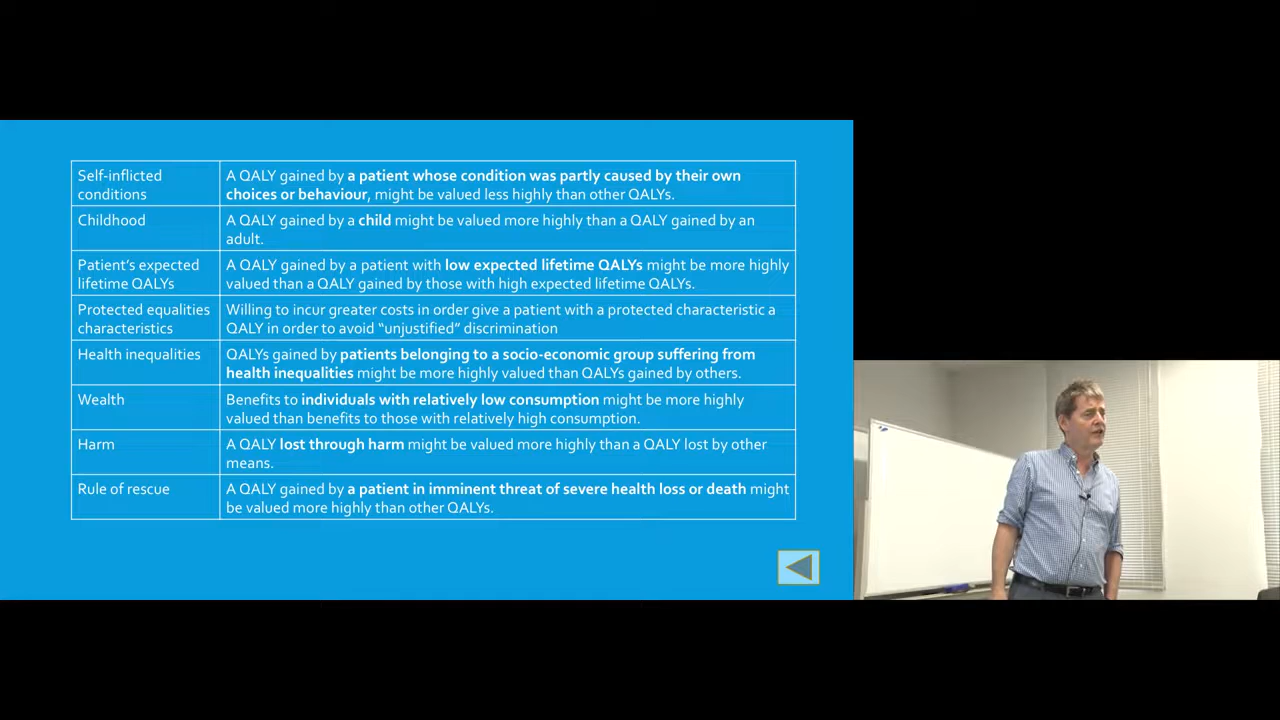 Self-inflicted
conditions
A QALY gained by a patient whose condition was partly caused by their own
choices or behaviour, might be valued less highly than other QALYs.
Childhood
A QALY gained by a child might be valued more highly than a QALY gained by an
adult.
Patient's expected
lifetime QALYs
A QALY gained by a patient with low expected lifetime QALYs might be more highly
valued than a QALY gained by those with high expected lifetime QALYs.
Protected equalities
characteristics
Willing to incur greater costs in order give a patient with a protected characteristic a
QALY in order to avoid "unjustified" discrimination
Health inequalities
QALYs gained by patients belonging to a socio-economic group suffering from
health inequalities might be more highly valued than QALYs gained by others.
Wealth
Benefits to individuals with relatively low consumption might be more highly
valued than benefits to those with relatively high consumption.
Harm
A QALY lost through harm might be valued more highly than a QALY lost by other
means.
Rule of rescue
A QALY gained by a patient in imminent threat of severe health loss or death might
be valued more highly than other QALYs.